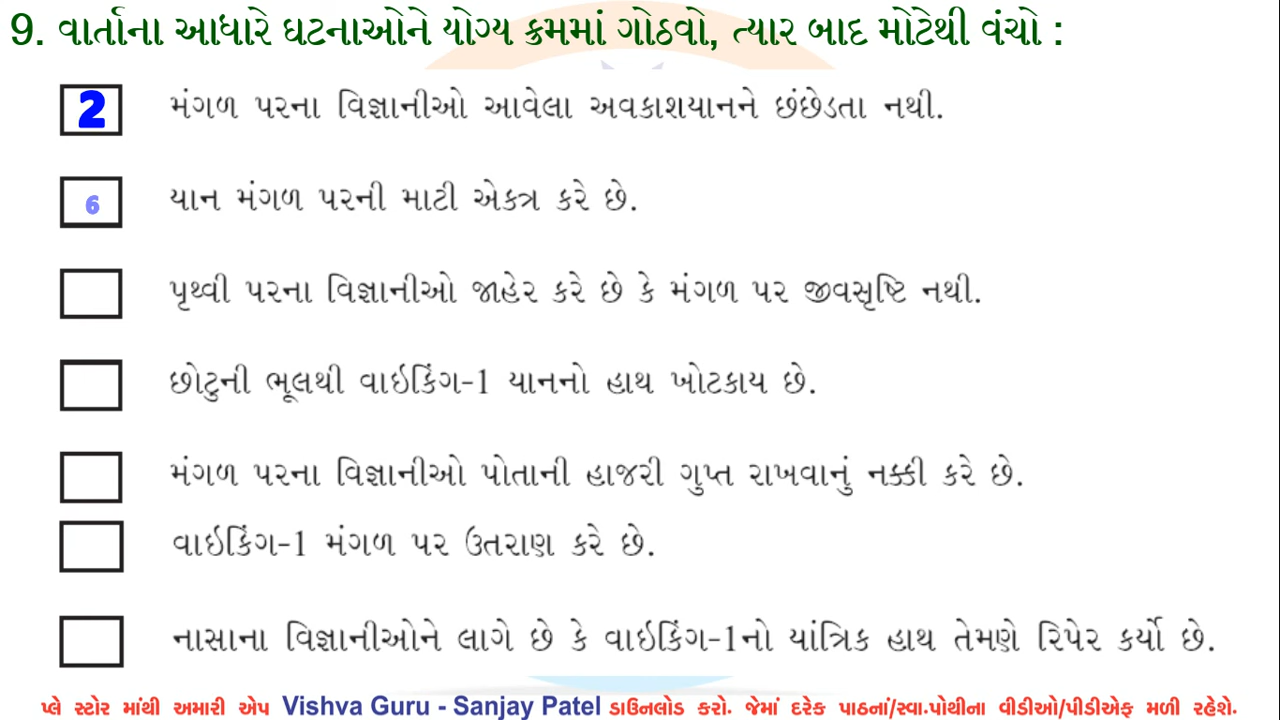 9. વાર્તાના આધારે ઘટનાઓને યોગ્ય ક્રમમાં ગોઠવો, ત્યાર બાદ મોટેથી વંચો :
2 મંગળ પરના વિજ્ઞાનીઓ આવેલા અવકાશયાનને છંછેડતા નથી.
6 યાન મંગળ પરની માટી એકત્ર કરે છે.
પૃથ્વી પરના વિજ્ઞાનીઓ જાહેર કરે છે કે મંગળ પર જીવસૃષ્ટિ નથી.
છોટુની ભૂલથી વાઇકિંગ-1 યાનનો હાથ ખોટકાય છે.
મંગળ પરના વિજ્ઞાનીઓ પોતાની હાજરી ગુપ્ત રાખવાનું નક્કી કરે છે.
વાઇકિંગ-1 મંગળ પર ઉતરાણ કરે છે.
નાસાના વિજ્ઞાનીઓને લાગે છે કે વાઇકિંગ-1નો યાંત્રિક હાથ તેમણે રિપેર કર્યો છે.
પ્લે સ્ટોર માંથી અમારી એપ Vishva Guru - Sanjay Patel ડાઉનલોડ કરો. જેમાં દરેક પાઠનાં/સ્વા.પોથીના વીડીઓ/પીડીએફ મળી રહેશે.